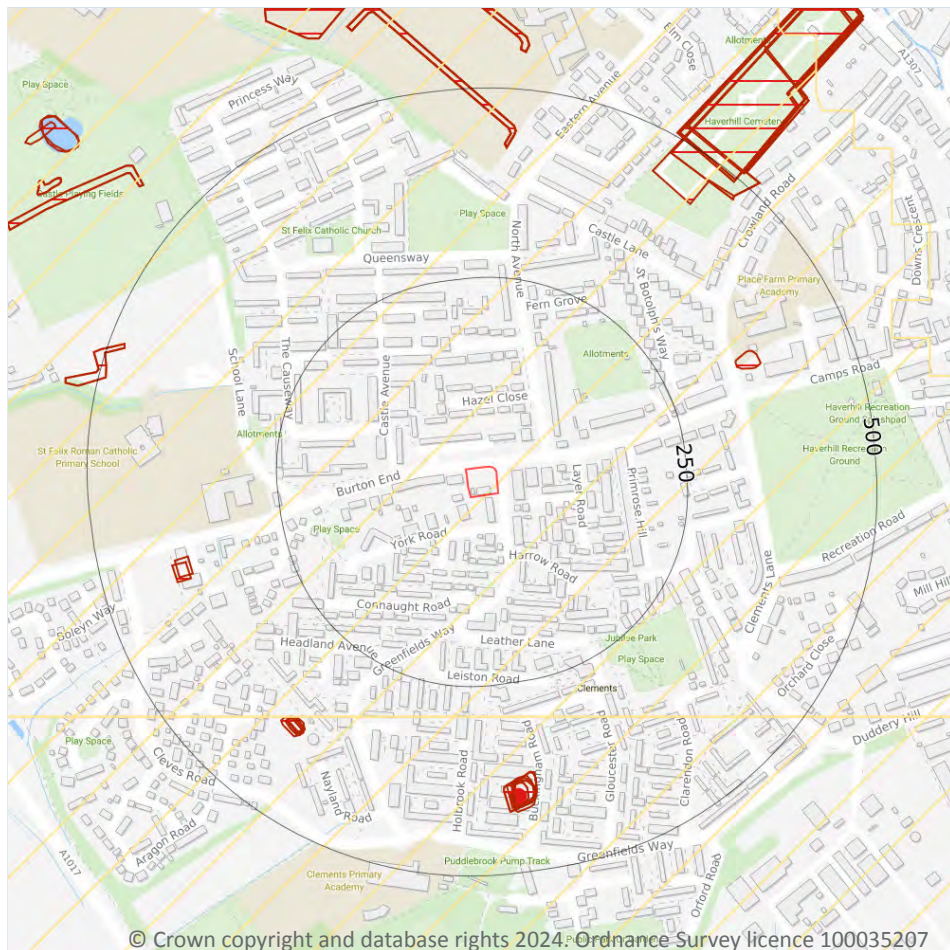 Elm Close
Allotments
A1307
Play Space
Princess Way
Eastern Avenue
Haverhill Cemetery
Castle Playing Fields
Crowland Road
Play Space
St Felix Catholic Church
North Avenue
Castle Lane
Downs Crescent
Queensway
St Botolph's Way
Place Farm Primary
Academy
Fern Grove
School Lane
The Causeway
Castle Avenue
Allotments
Camps Road
Hazel Close
Haverhill Recreation
Ground
500
Allotments
St Felix Roman Catholic
Primary School
Haverhill Recreation
Ground
250
Burton End
Layer Road
Primrose Hill
Play Space
York Road
Recreation Road
Harrow Road
Mill Hill
Clements Lane
Connaught Road
Boleyn Way
Headland Avenue
Greenfields Way
Leather Lane
Jubilee Park
Play Space
Orchard Close
Leiston Road
Clements
Play Space
Duddery Hill
Cleves Road
Nayland Road
Holbrook Road
Buckingham Road
Gloucester Road
Clarendon Road
Aragon Road
A1017
Greenfields Way
Puddlebrook Pump Track
Clements Primary
Academy
Orford Road
© Crown copyright and database rights 2024. Ordnance Survey licence 100035207